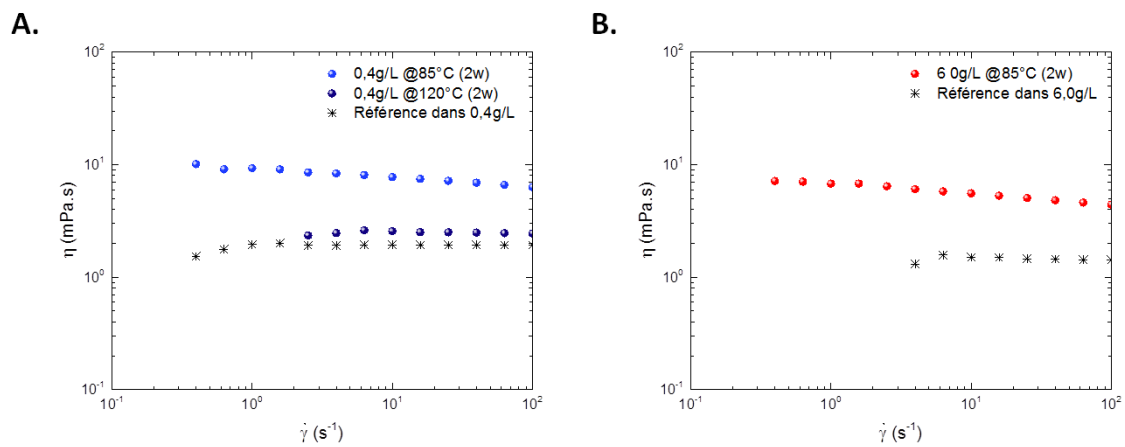 A.
10²
0,4g/L @85°C (2w)
0,4g/L @120°C (2w)
Référence dans 0,4g/L
10¹
η (mPa.s)
10⁰
10⁻¹
10⁻¹ 10⁰ 10¹ 10²
γ̇ (s⁻¹)
B.
10²
6 0g/L @85°C (2w)
Référence dans 6,0g/L
10¹
η (mPa.s)
10⁰
10⁻¹
10⁻¹ 10⁰ 10¹ 10²
γ̇ (s⁻¹)